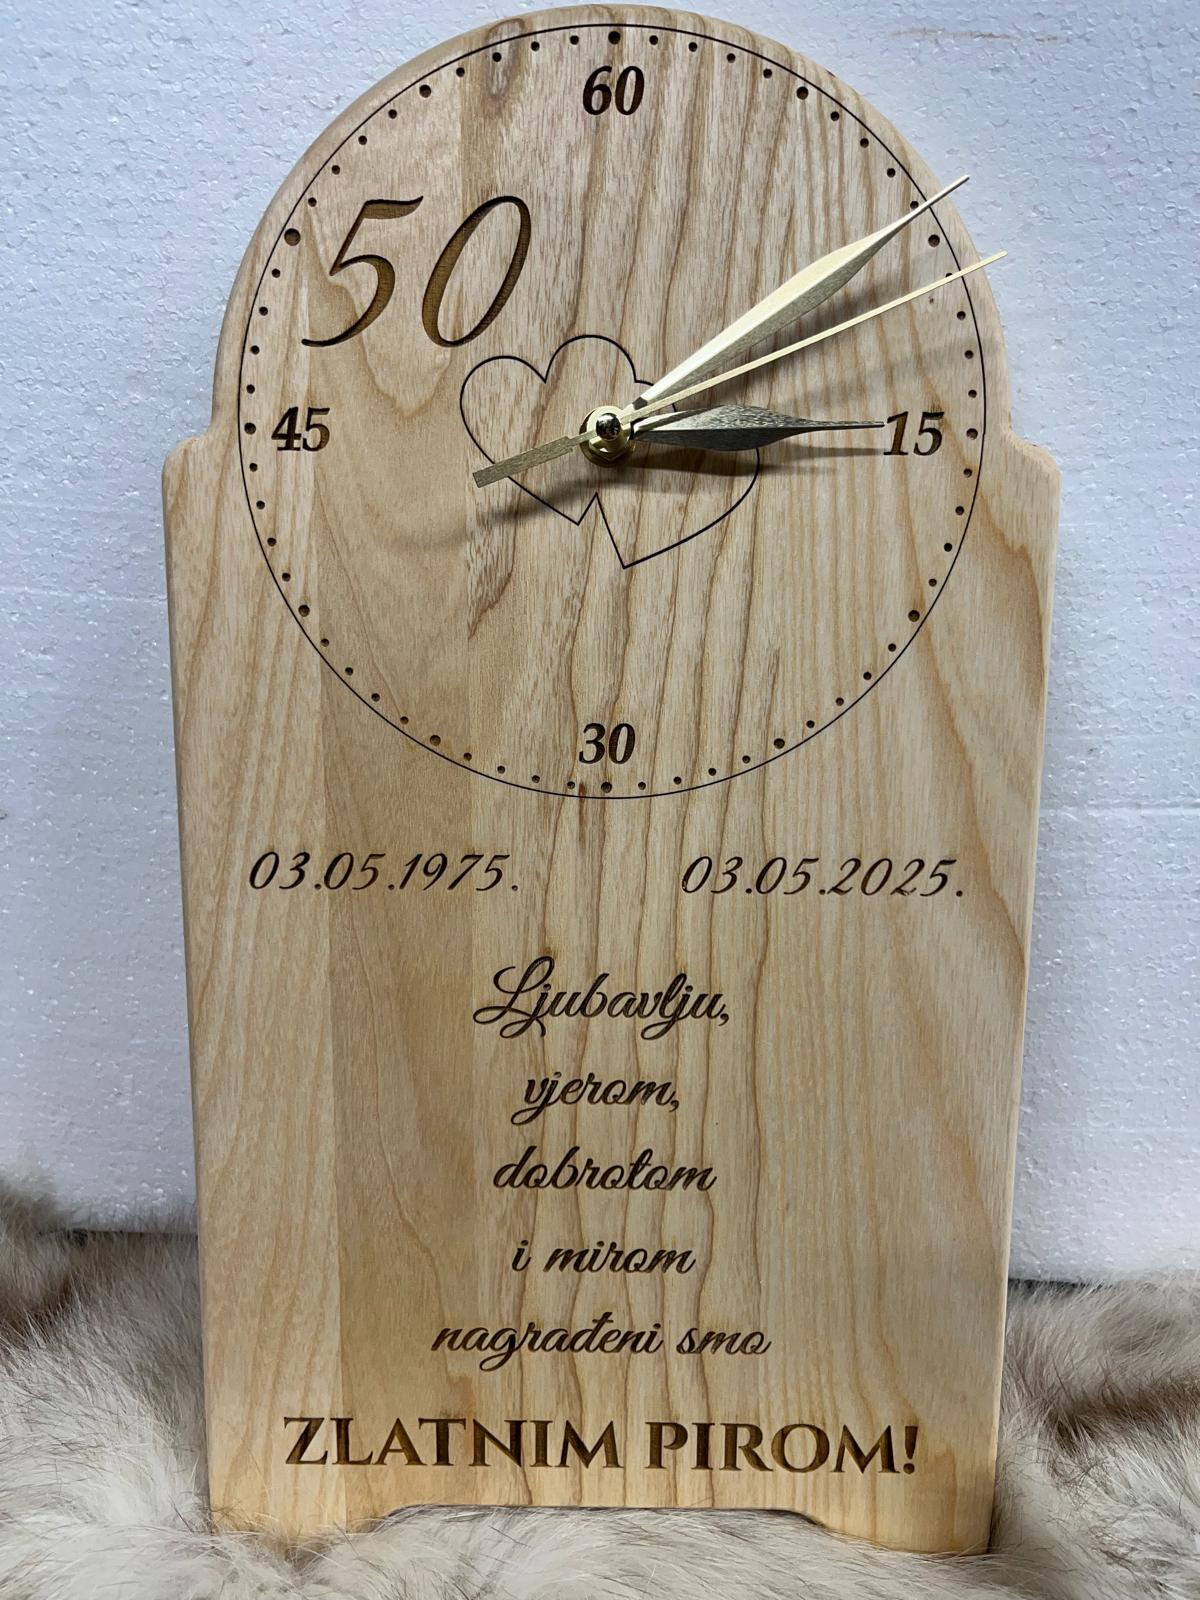 60
50
45
15
30
03.05.1975. 03.05.2025.
Ljubavlju,
vjerom,
dobrotom
i mirom
nagrađeni smo
ZLATNIM PIROM!